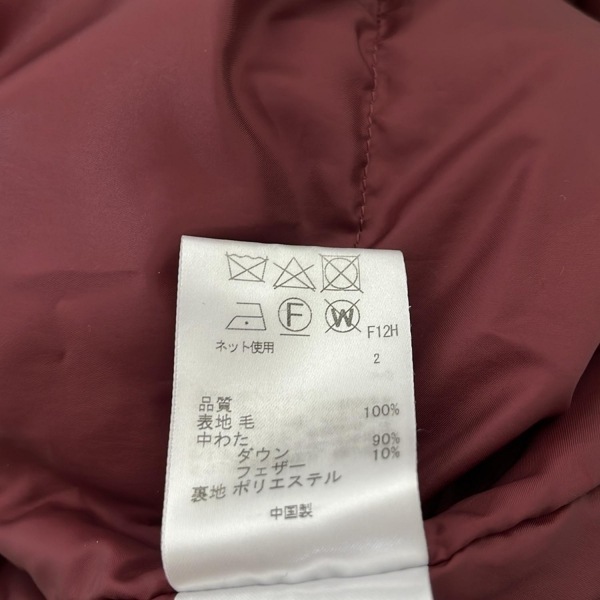 F W F12H
ネット使用 2
品質
表地 毛 100%
中わた
ダウン 90%
フェザー 10%
裏地 ポリエステル
中国製